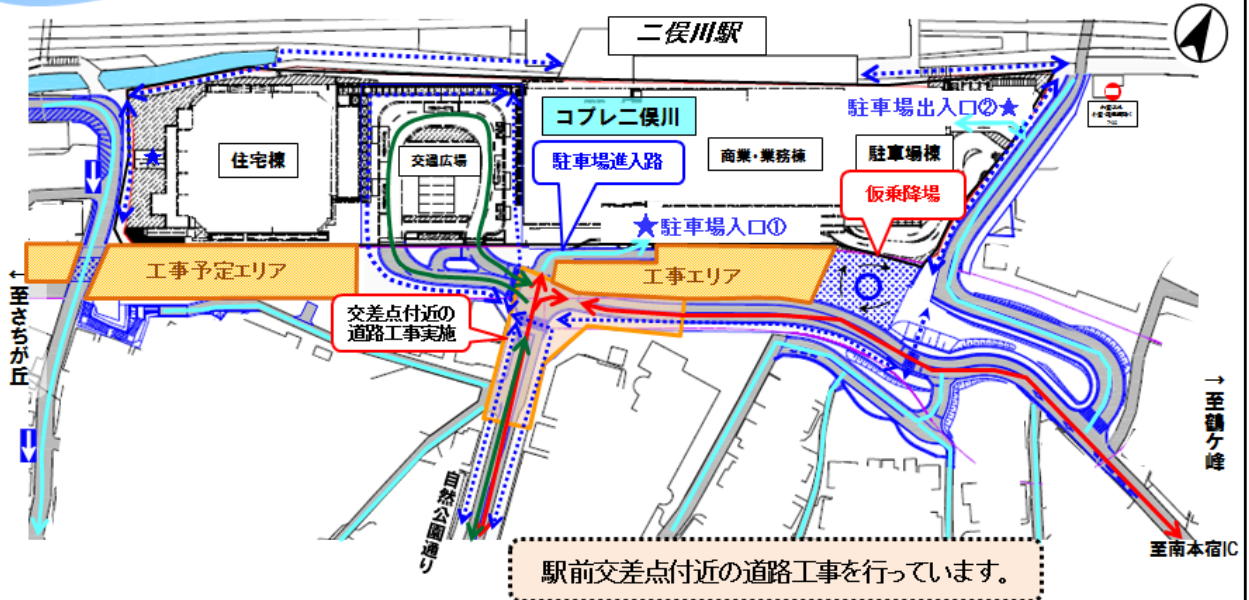 二俣川駅
コプレ二俣川
駐車場出入口②★
住宅棟
交通広場
駐車場進入路
商業・業務棟
駐車場棟
仮乗降場
★駐車場入口①
工事予定エリア
工事エリア
←至さちが丘
交差点付近の
道路工事実施
→至鶴ケ峰
自然公園通り
至南本宿IC
駅前交差点付近の道路工事を行っています。